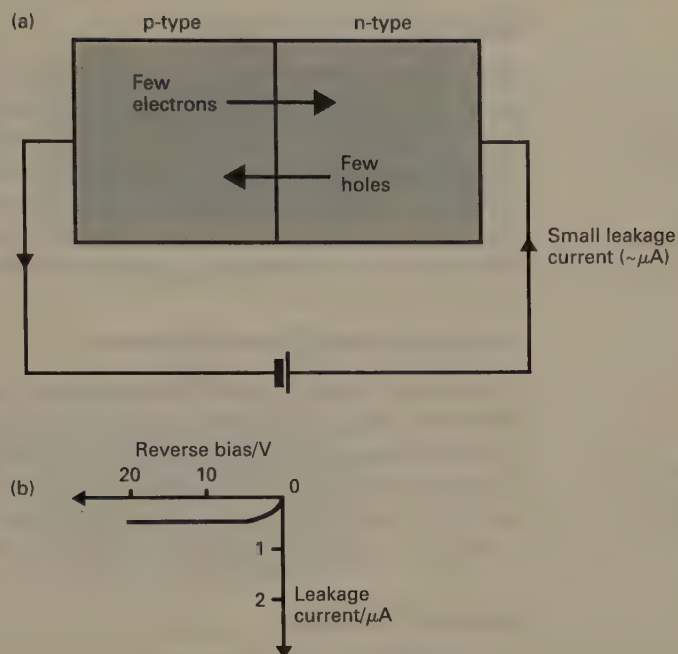 (a)
p-type n-type
Few
electrons
Few
holes
Small leakage
current (~μA)
(b)
Reverse bias/V
20 10 0
1
2
Leakage
current/μA